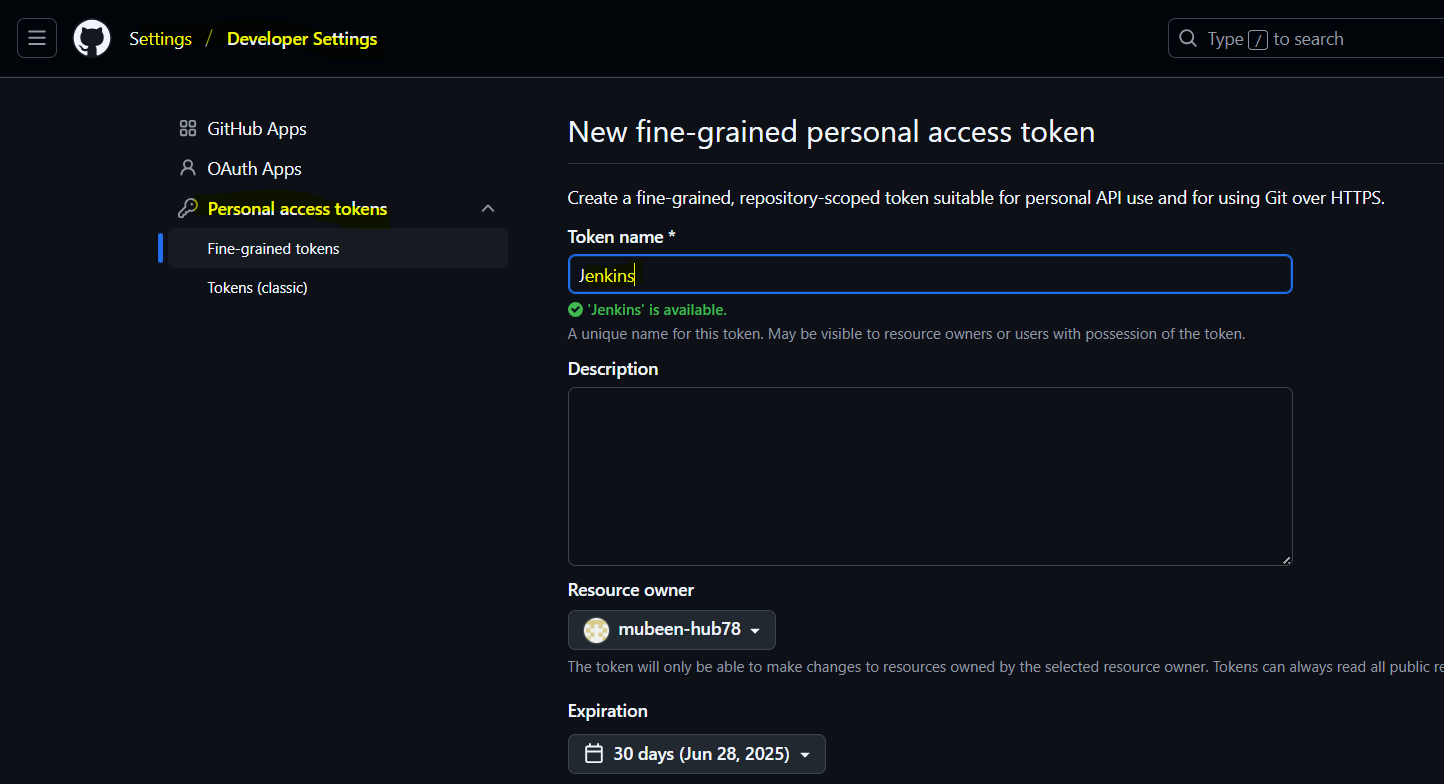 Settings / Developer Settings
Type / to search
GitHub Apps
OAuth Apps
Personal access tokens
Fine-grained tokens
Tokens (classic)
New fine-grained personal access token
Create a fine-grained, repository-scoped token suitable for personal API use and for using Git over HTTPS.
Token name *
Jenkins
'Jenkins' is available.
A unique name for this token. May be visible to resource owners or users with possession of the token.
Description
Resource owner
mubeen-hub78
The token will only be able to make changes to resources owned by the selected resource owner. Tokens can always read all public
Expiration
30 days (Jun 28, 2025)